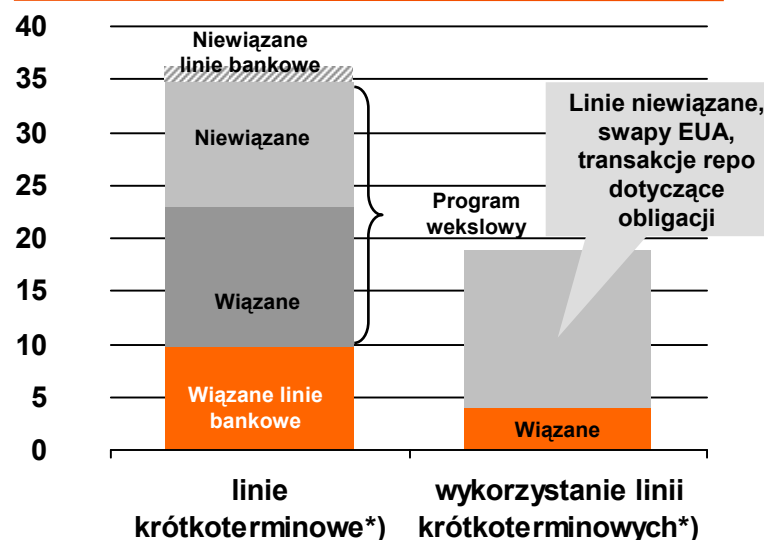 40
35
30
25
20
15
10
5
0
Niewiązane
linie bankowe
Niewiązane
Wiązane
Wiązane linie
bankowe
Program
wekslowy
Linie niewiązane,
swapy EUA,
transakcje repo
dotyczące
obligacji
Wiązane
linie
krótkoterminowe*)
wykorzystanie linii
krótkoterminowych*)